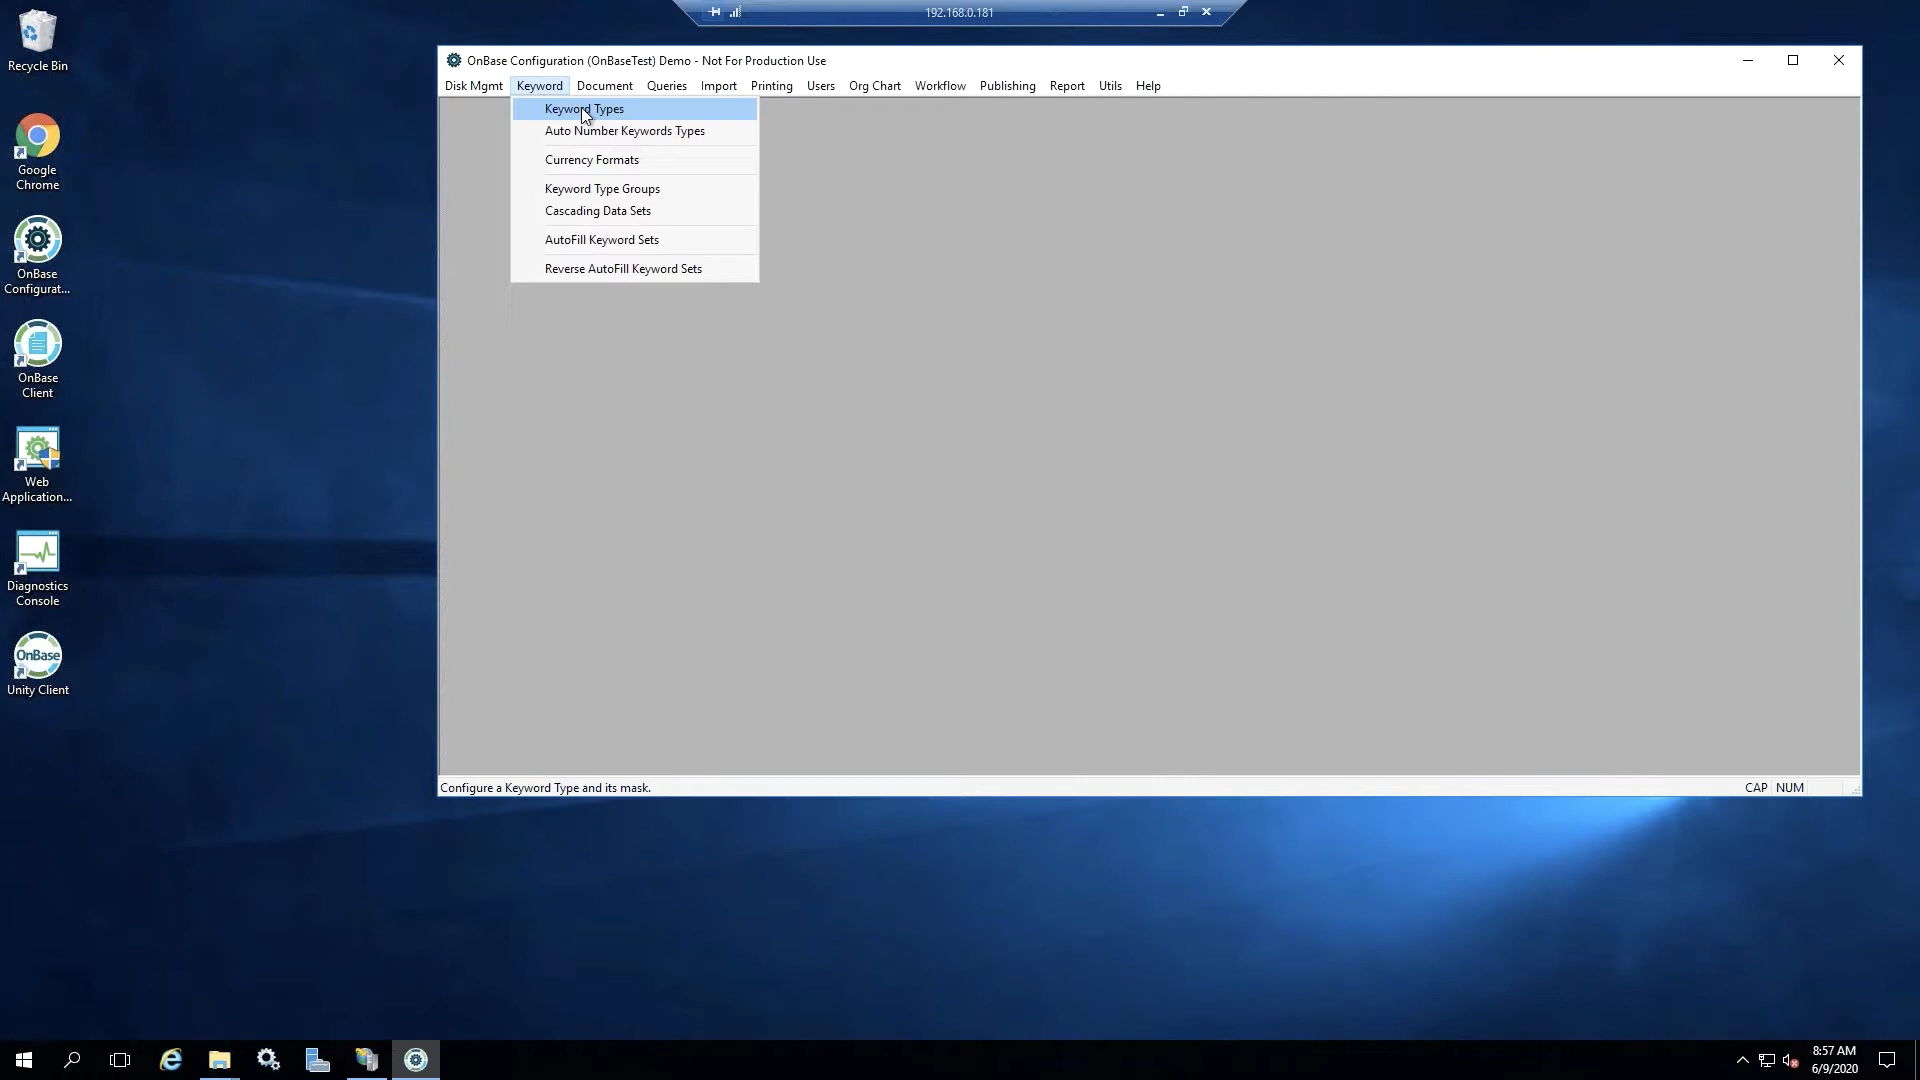 192.168.0.181
Recycle Bin
Google
Chrome
OnBase
Configurat...
OnBase
Client
Web
Application...
Diagnostics
Console
OnBase
Unity Client
OnBase Configuration (OnBaseTest) Demo - Not For Production Use
Disk Mgmt Keyword Document Queries Import Printing Users Org Chart Workflow Publishing Report Utils Help
Keyword Types
Auto Number Keywords Types
Currency Formats
Keyword Type Groups
Cascading Data Sets
AutoFill Keyword Sets
Reverse AutoFill Keyword Sets
Configure a Keyword Type and its mask.
CAP NUM
8:57 AM
6/9/2020